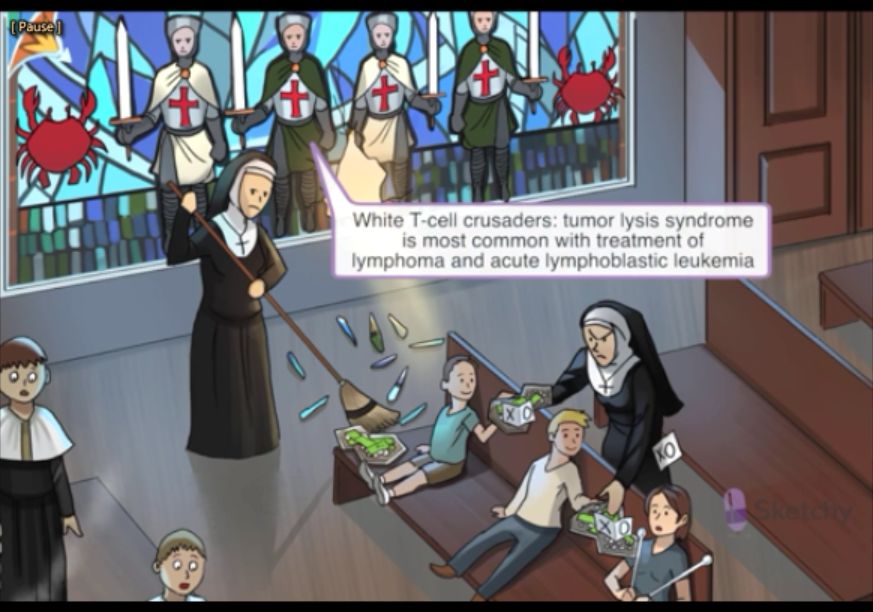 [ Pause ]
White T-cell crusaders: tumor lysis syndrome
is most common with treatment of
lymphoma and acute lymphoblastic leukemia
XO
XO
XO
Sketchy